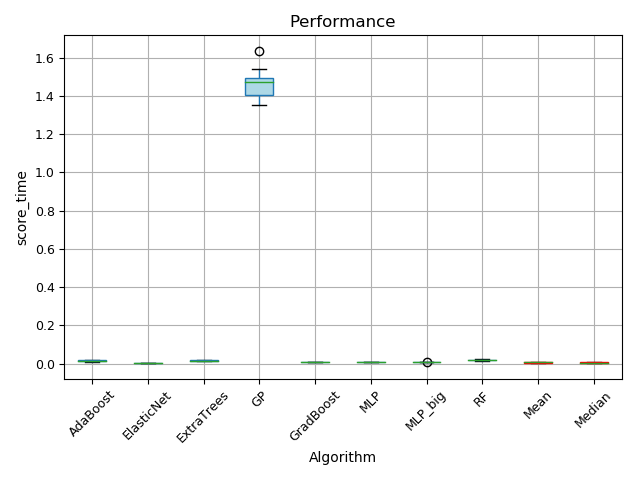 Performance
score_time
1.6
1.4
1.2
1.0
0.8
0.6
0.4
0.2
0.0
AdaBoost
ElasticNet
ExtraTrees
GP
GradBoost
MLP
MLP_big
RF
Mean
Median
Algorithm